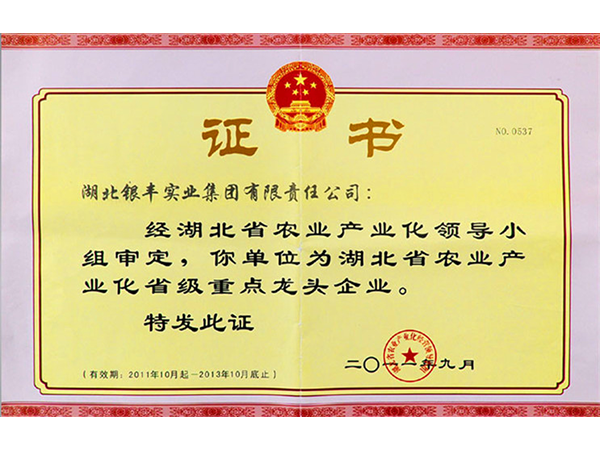 证书
NO.0537
湖北银丰实业集团有限责任公司：
经湖北省农业产业化领导小
组审定，你单位为湖北省农业产
业化省级重点龙头企业。
特发此证
二〇一一年九月
（有效期：2011年10月起—2013年10月底止）